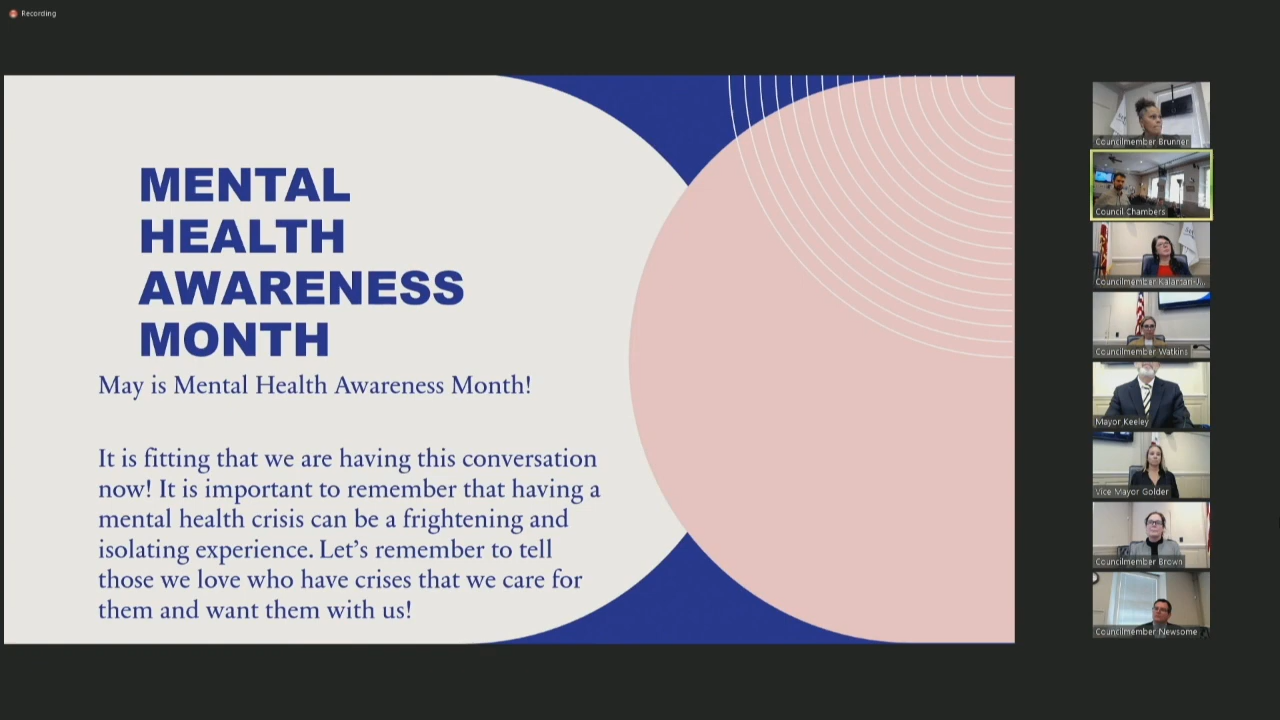 Recording
MENTAL
HEALTH
AWARENESS
MONTH
May is Mental Health Awareness Month!
It is fitting that we are having this conversation
now! It is important to remember that having a
mental health crisis can be a frightening and
isolating experience. Let's remember to tell
those we love who have crises that we care for
them and want them with us!
Councilmember Brunner
Council Chambers
Councilmember
Councilmember Watkins
Mayor Keeley
Vice Mayor Golder
Councilmember Brown
Councilmember Newsome